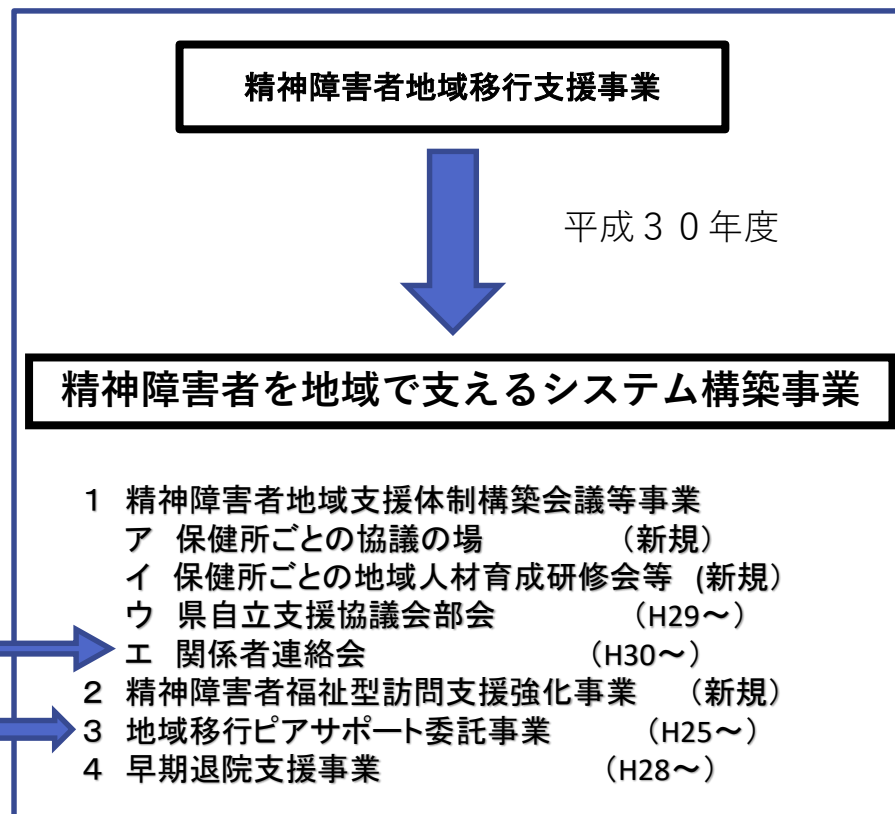 精神障害者地域移行支援事業
平成３０年度
精神障害者を地域で支えるシステム構築事業
１ 精神障害者地域支援体制構築会議等事業
ア 保健所ごとの協議の場 （新規）
イ 保健所ごとの地域人材育成研修会等 (新規）
ウ 県自立支援協議会部会 （H29～）
エ 関係者連絡会 （H30～）
２ 精神障害者福祉型訪問支援強化事業 （新規）
３ 地域移行ピアサポート委託事業 （H25～）
４ 早期退院支援事業 （H28～）